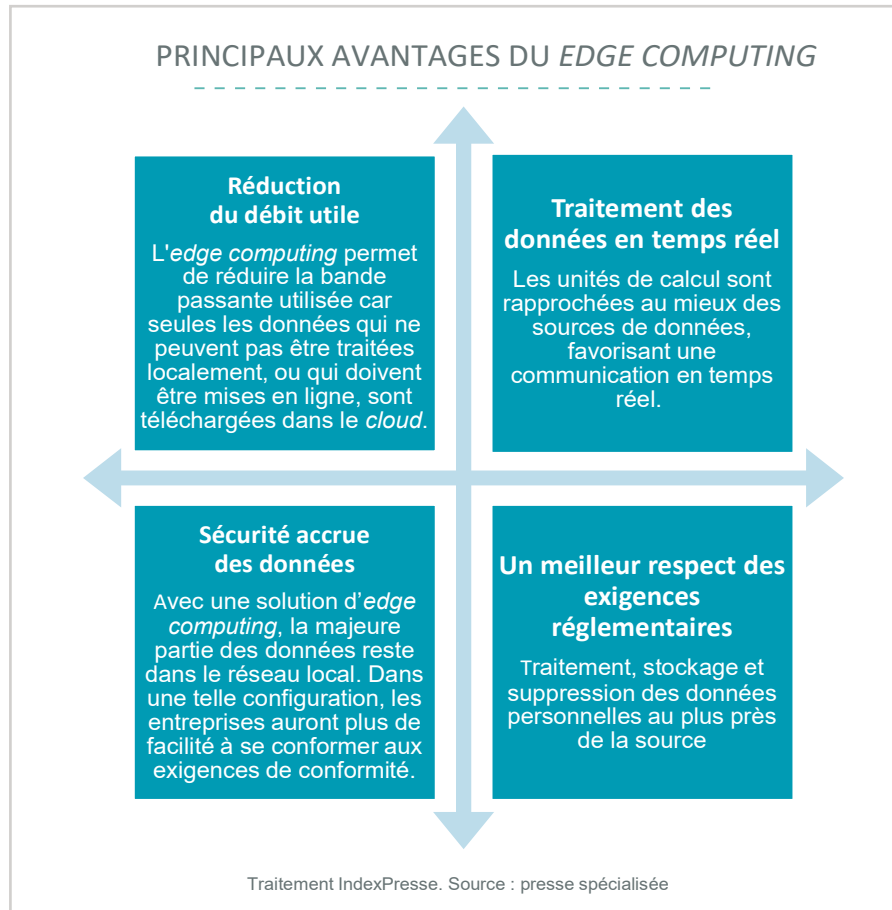 PRINCIPAUX AVANTAGES DU EDGE COMPUTING
Réduction
du débit utile
L'edge computing permet
de réduire la bande
passante utilisée car
seules les données qui ne
peuvent pas être traitées
localement, ou qui doivent
être mises en ligne, sont
téléchargées dans le cloud.
Traitement des
données en temps réel
Les unités de calcul sont
rapprochées au mieux des
sources de données,
favorisant une
communication en temps
réel.
Sécurité accrue
des données
Avec une solution d’edge
computing, la majeure
partie des données reste
dans le réseau local. Dans
une telle configuration, les
entreprises auront plus de
facilité à se conformer aux
exigences de conformité.
Un meilleur respect des
exigences
réglementaires
Traitement, stockage et
suppression des données
personnelles au plus près
de la source
Traitement IndexPresse. Source : presse spécialisée